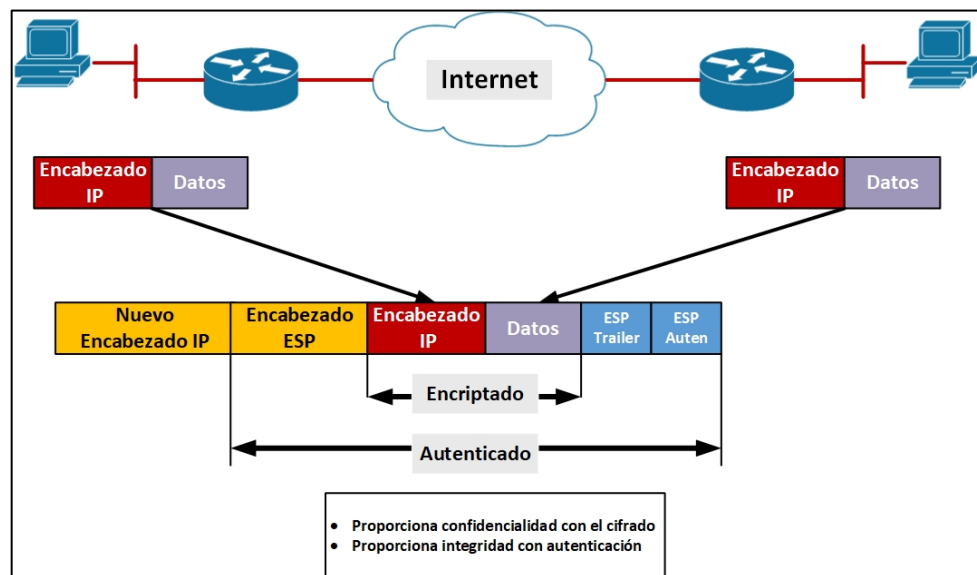 Internet
Encabezado
IP
Datos
Encabezado
IP
Datos
Nuevo
Encabezado IP
Encabezado
ESP
Encabezado
IP
Datos
ESP
Trailer
ESP
Auten
Encriptado
Autenticado
• Proporciona confidencialidad con el cifrado
• Proporciona integridad con autenticación